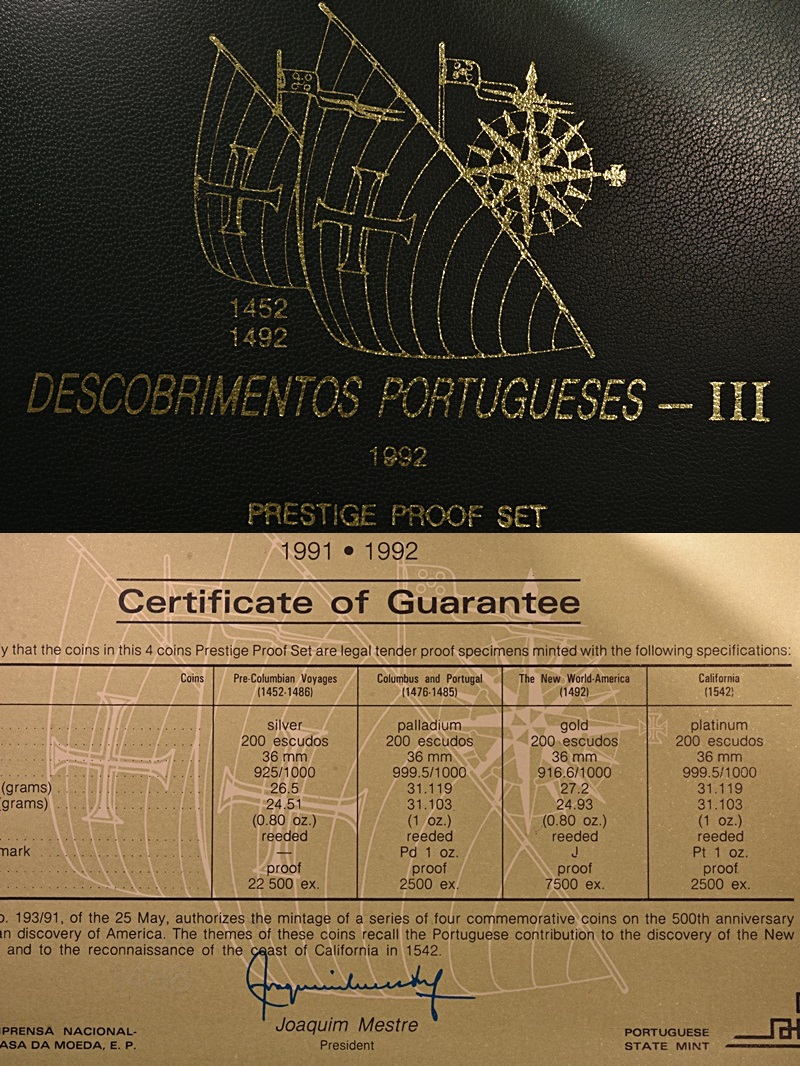 1452
1492
DESCOBRIMENTOS PORTUGUESES – III
1992
PRESTIGE PROOF SET
1991 • 1992
Certificate of Guarantee
y that the coins in this 4 coins Prestige Proof Set are legal tender proof specimens minted with the following specifications:
Coins Pre-Columbian Voyages (1452-1486) Columbus and Portugal (1476-1485) The New World-America (1492) California (1542)
silver palladium gold platinum
200 escudos 200 escudos 200 escudos 200 escudos
36 mm 36 mm 36 mm 36 mm
925/1000 999.5/1000 916.6/1000 999.5/1000
(grams) 26.5 31.119 27.2 31.119
(grams) 24.51 31.103 24.93 31.103
(0.80 oz.) (1 oz.) (0.80 oz.) (1 oz.)
reeded reeded reeded reeded
mark — Pd 1 oz. J Pt 1 oz.
proof proof proof proof
22 500 ex. 2500 ex. 7500 ex. 2500 ex.
o. 193/91, of the 25 May, authorizes the mintage of a series of four commemorative coins on the 500th anniversary
an discovery of America. The themes of these coins recall the Portuguese contribution to the discovery of the New
and to the reconnaissance of the coast of California in 1542.
Joaquim Mestre
President
MPRENSA NACIONAL-
ASA DA MOEDA, E. P.
PORTUGUESE
STATE MINT